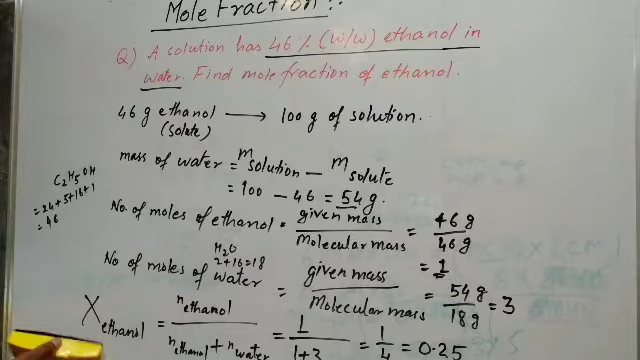 Mole Fraction :-
Q) A solution has 46 % (W/W) ethanol in
water. Find mole fraction of ethanol.
46 g ethanol ⟶ 100 g of solution.
(solute)
mass of water = m solution — m solute
= 100 - 46 = 54 g.
C2H5OH
= 24+5+16+1
= 46
No. of moles of ethanol = given mass / Molecular mass = 46g / 46g
= 1
H2O
2+16=18
No of moles of water = given mass / Molecular mass = 54 g / 18 g = 3
X ethanol = n ethanol / n ethanol + n water = 1 / 1+3 = 1 / 4 = 0.25